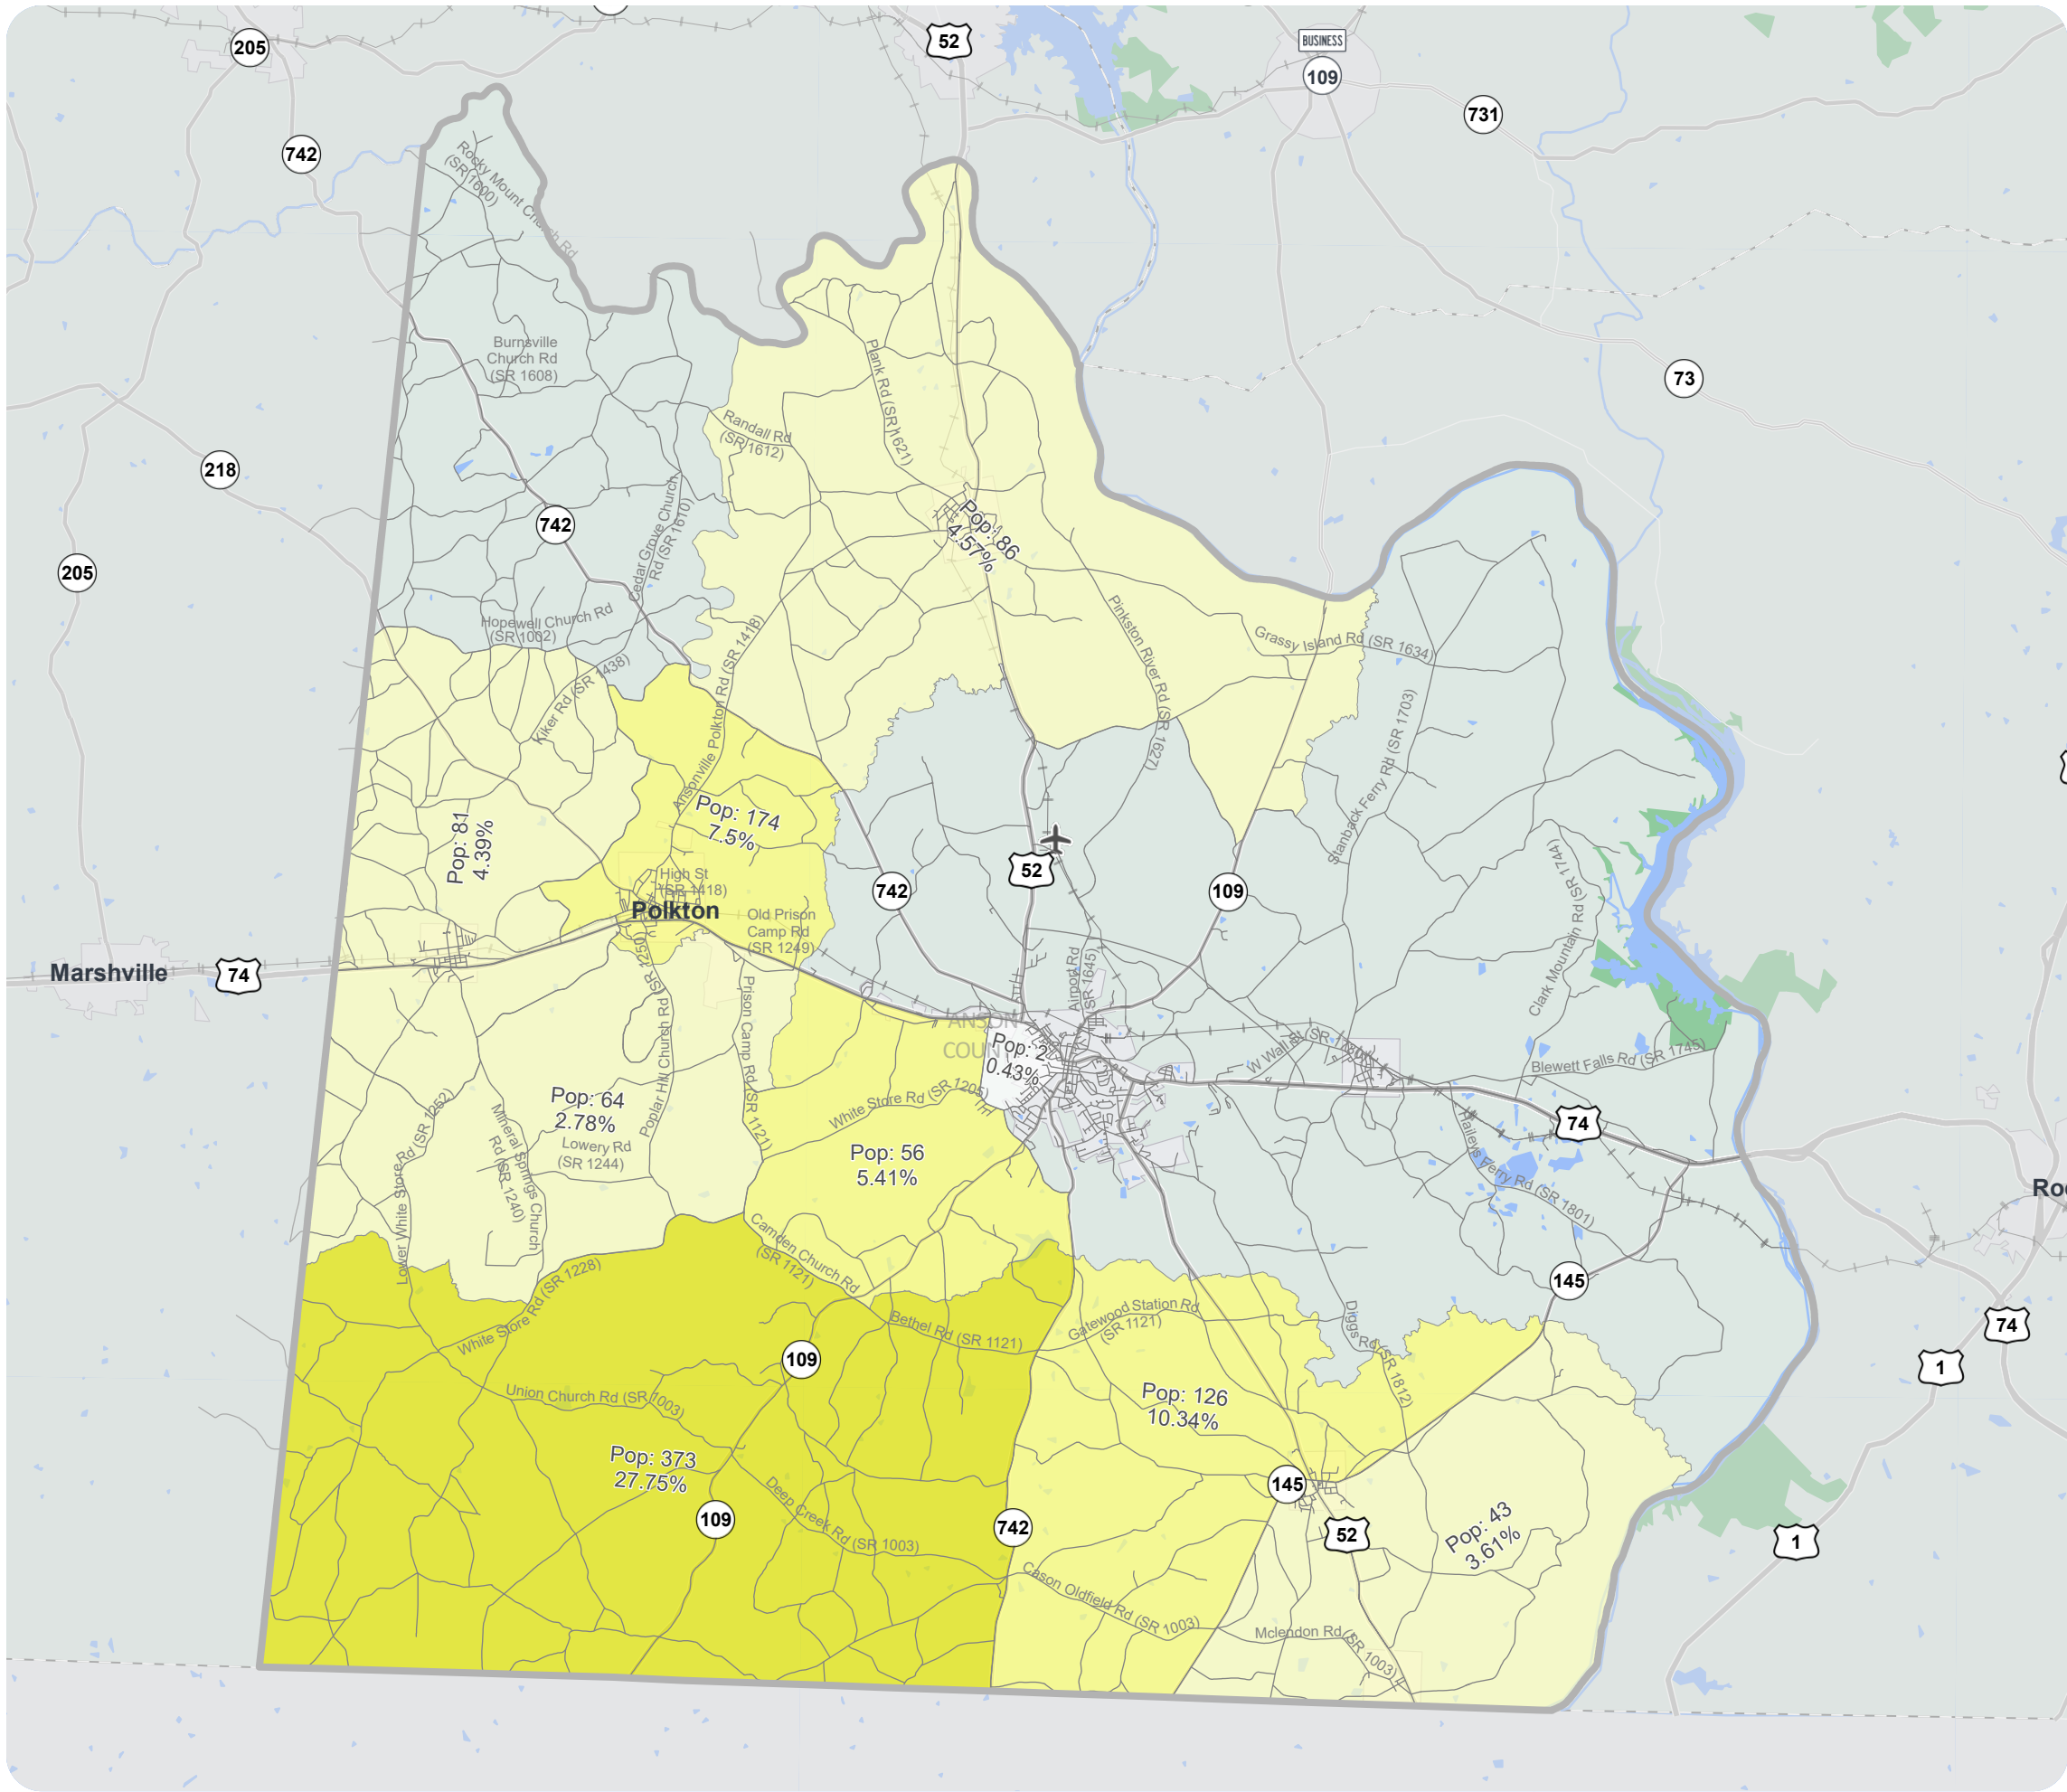 205
52
BUSINESS
109
731
742
Rocky Mount Church Rd
(SR 1600)
Burnsville
Church Rd
(SR 1608)
73
Plank Rd (SR 1621)
Randall Rd
(SR 1612)
218
742
Cedar Grove Church
Rd (SR 1610)
Pop: 86
4.57%
205
Hopewell Church Rd
(SR 1002)
Kiker Rd (SR 1438)
Ansonville Polkton Rd (SR 1418)
Pinkston River Rd (SR 1627)
Grassy Island Rd (SR 1634)
Stanback Ferry Rd (SR 1703)
Pop: 174
7.5%
Pop: 81
4.39%
52
742
109
High St
(SR 1418)
Polkton
Old Prison
Camp Rd
(SR 1249)
Clark Mountain Rd (SR 1744)
Marshville
74
(SR 1250)
Poplar Hill Church Rd
Prison Camp Rd (SR 1121)
Airport Rd
(SR 1645)
ANSON
COUN
Pop: 2
0.43%
W Wall St (SR
Blewett Falls Rd (SR 1745)
White Store Rd (SR 1205)
Pop: 64
2.78%
Lowery Rd
(SR 1244)
Lower White Store Rd (SR 1252)
Mineral Springs Church
Rd (SR 1240)
Pop: 56
5.41%
74
Haileys Ferry Rd (SR 1801)
Roc
Camden Church Rd
(SR 1121)
White Store Rd (SR 1228)
145
74
Bethel Rd (SR 1121)
Gatewood Station Rd
(SR 1121)
Diggs Rd (SR 1812)
109
1
Union Church Rd (SR 1003)
Pop: 126
10.34%
Pop: 373
27.75%
145
109
Deep Creek Rd (SR 1003)
742
52
Pop: 43
3.61%
1
Cason Oldfield Rd (SR 1003)
Mclendon Rd (SR 1003)